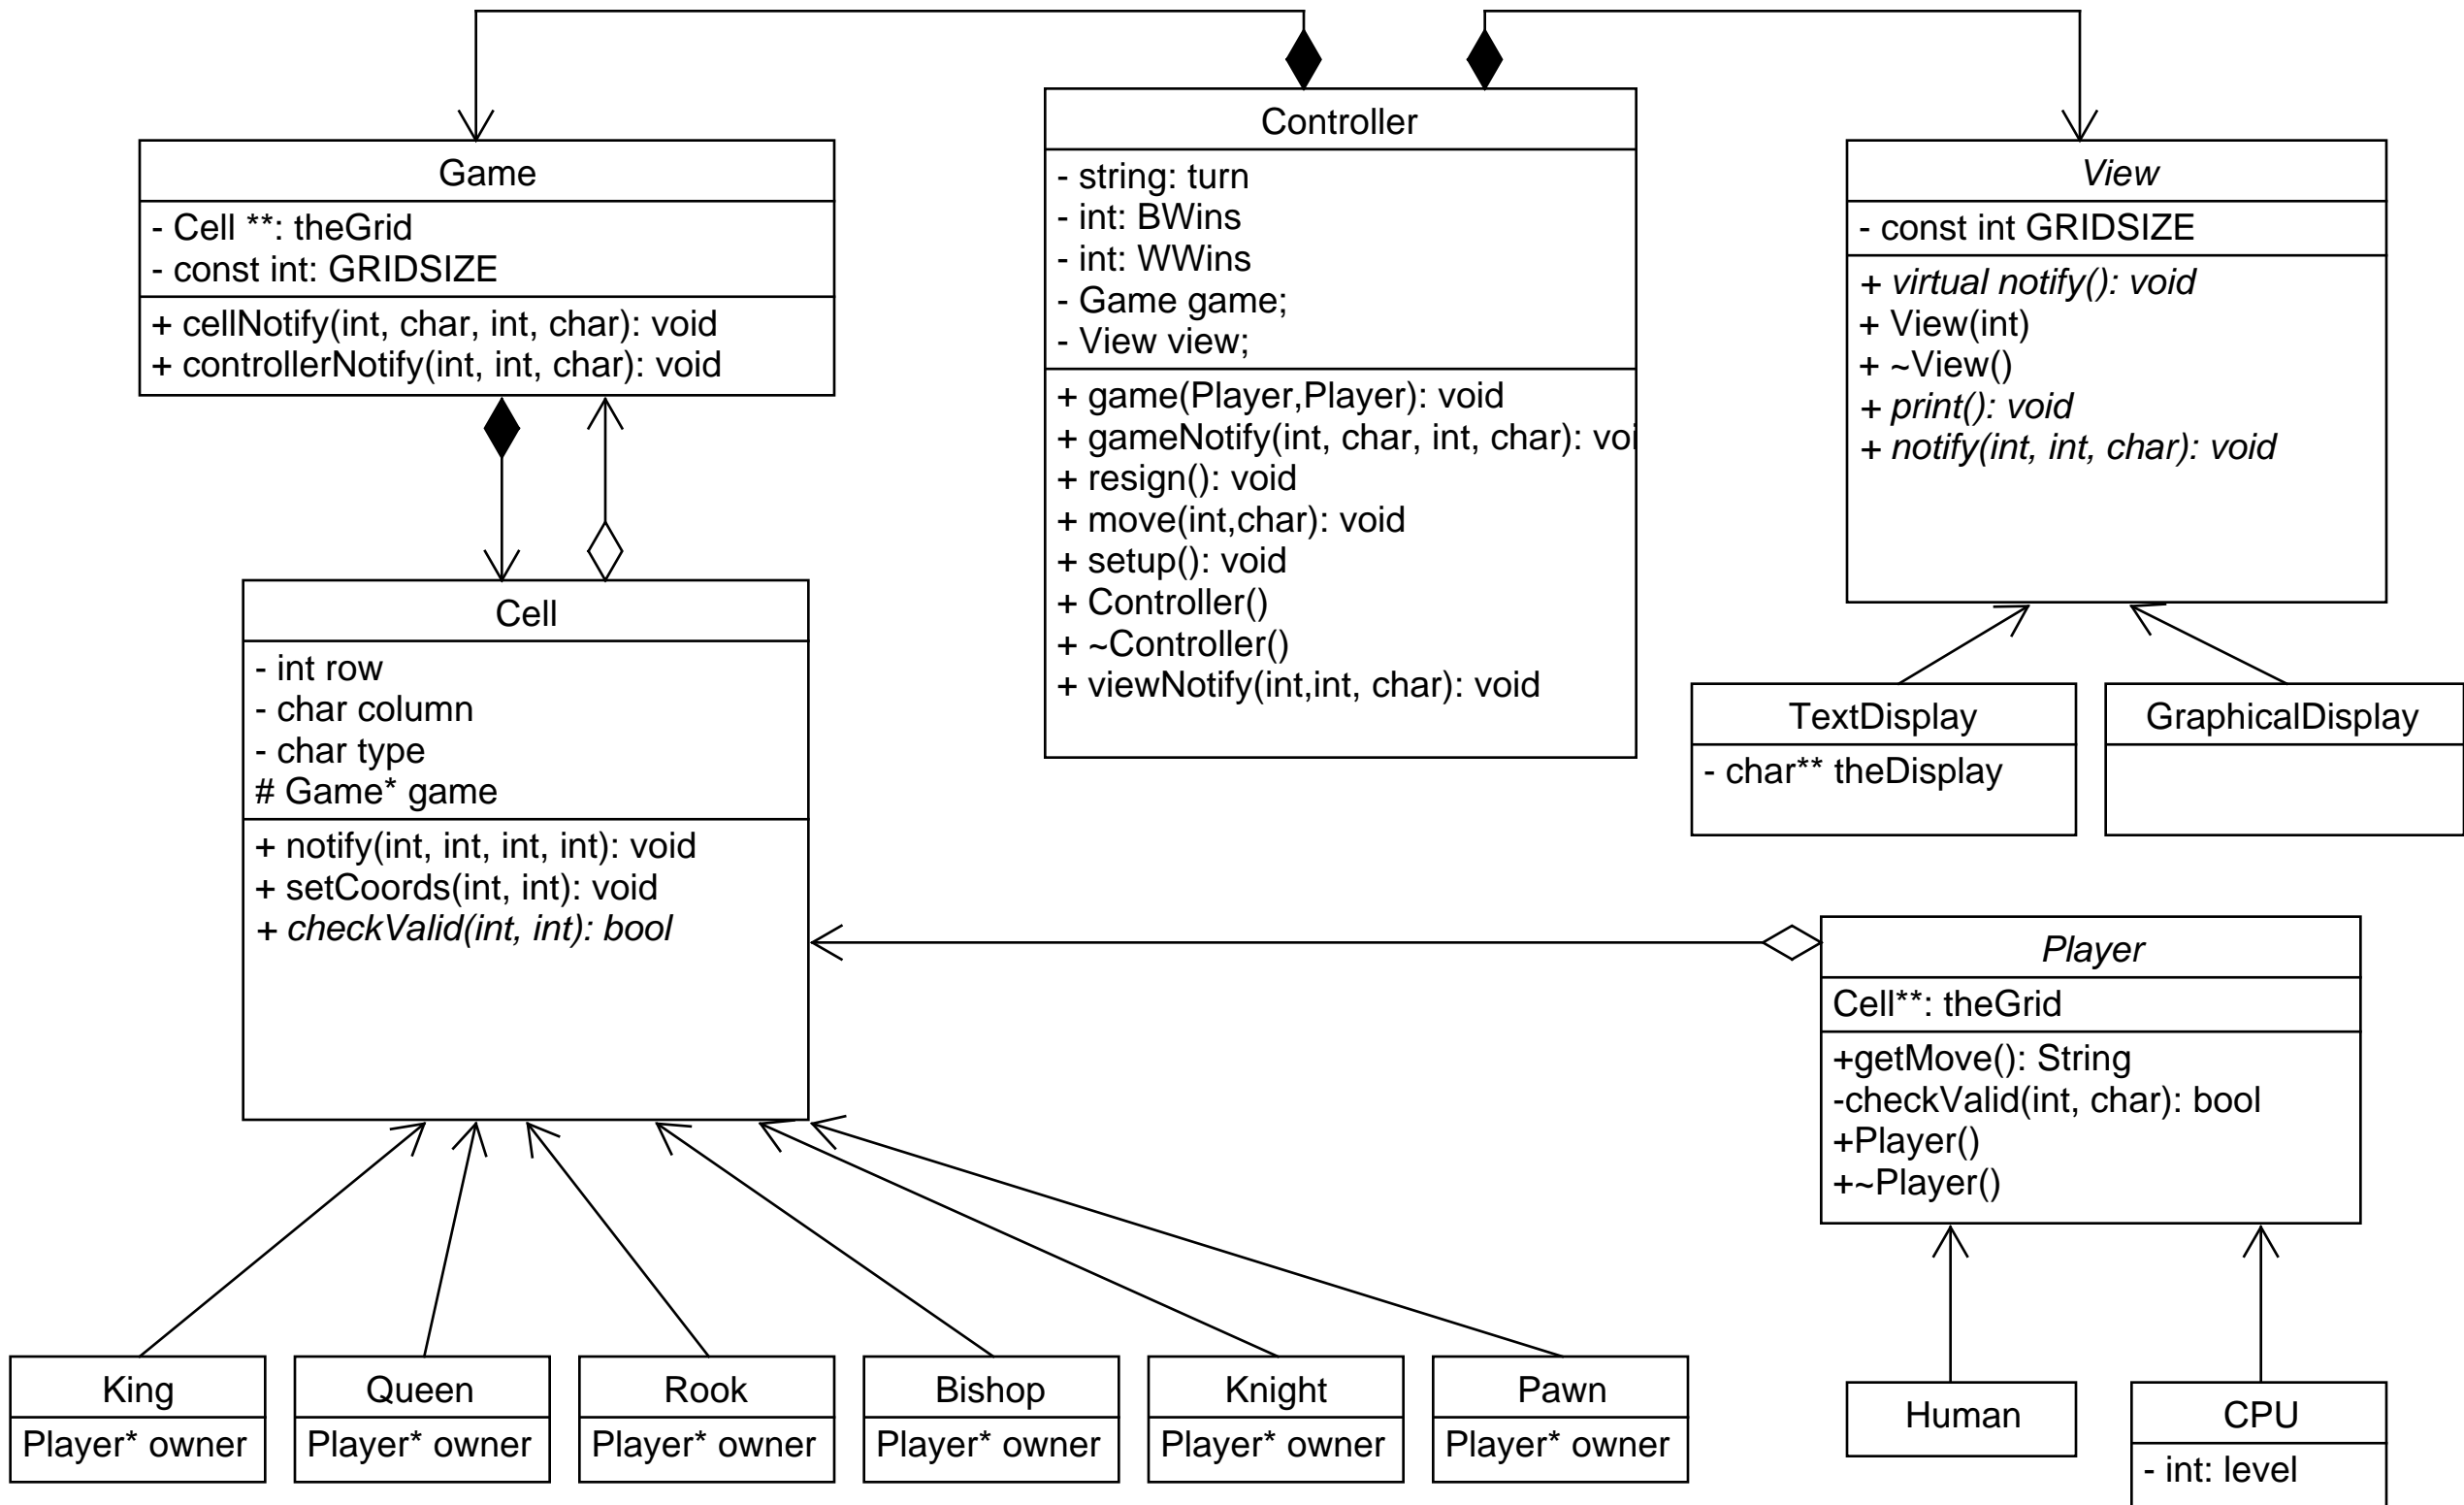 Game
- Cell **: theGrid
- const int: GRIDSIZE
+ cellNotify(int, char, int, char): void
+ controllerNotify(int, int, char): void
Controller
- string: turn
- int: BWins
- int: WWins
- Game game;
- View view;
+ game(Player,Player): void
+ gameNotify(int, char, int, char): voi
+ resign(): void
+ move(int,char): void
+ setup(): void
+ Controller()
+ ~Controller()
+ viewNotify(int,int, char): void
View
- const int GRIDSIZE
+ virtual notify(): void
+ View(int)
+ ~View()
+ print(): void
+ notify(int, int, char): void
Cell
- int row
- char column
- char type
# Game* game
+ notify(int, int, int, int): void
+ setCoords(int, int): void
+ checkValid(int, int): bool
TextDisplay
- char** theDisplay
GraphicalDisplay
Player
Cell**: theGrid
+getMove(): String
-checkValid(int, char): bool
+Player()
+~Player()
King
Player* owner
Queen
Player* owner
Rook
Player* owner
Bishop
Player* owner
Knight
Player* owner
Pawn
Player* owner
Human
CPU
- int: level